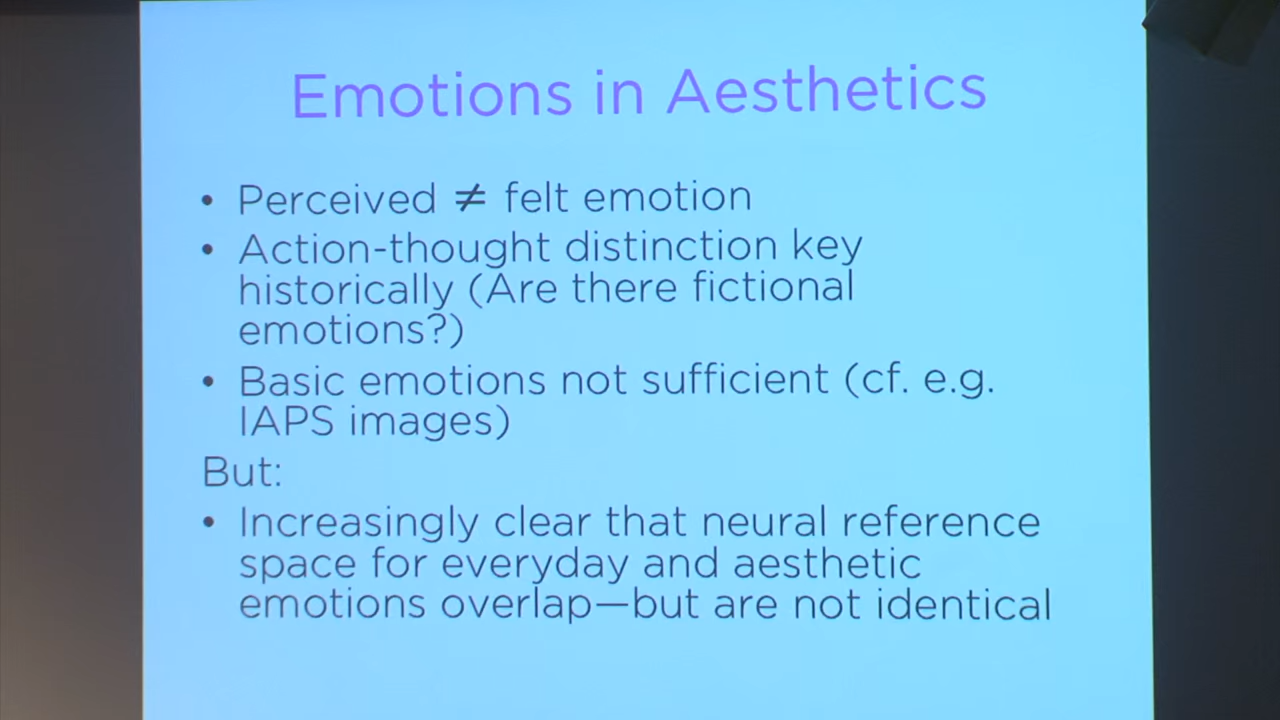 Emotions in Aesthetics
• Perceived ≠ felt emotion
• Action-thought distinction key
historically (Are there fictional
emotions?)
• Basic emotions not sufficient (cf. e.g.
IAPS images)
But:
• Increasingly clear that neural reference
space for everyday and aesthetic
emotions overlap—but are not identical